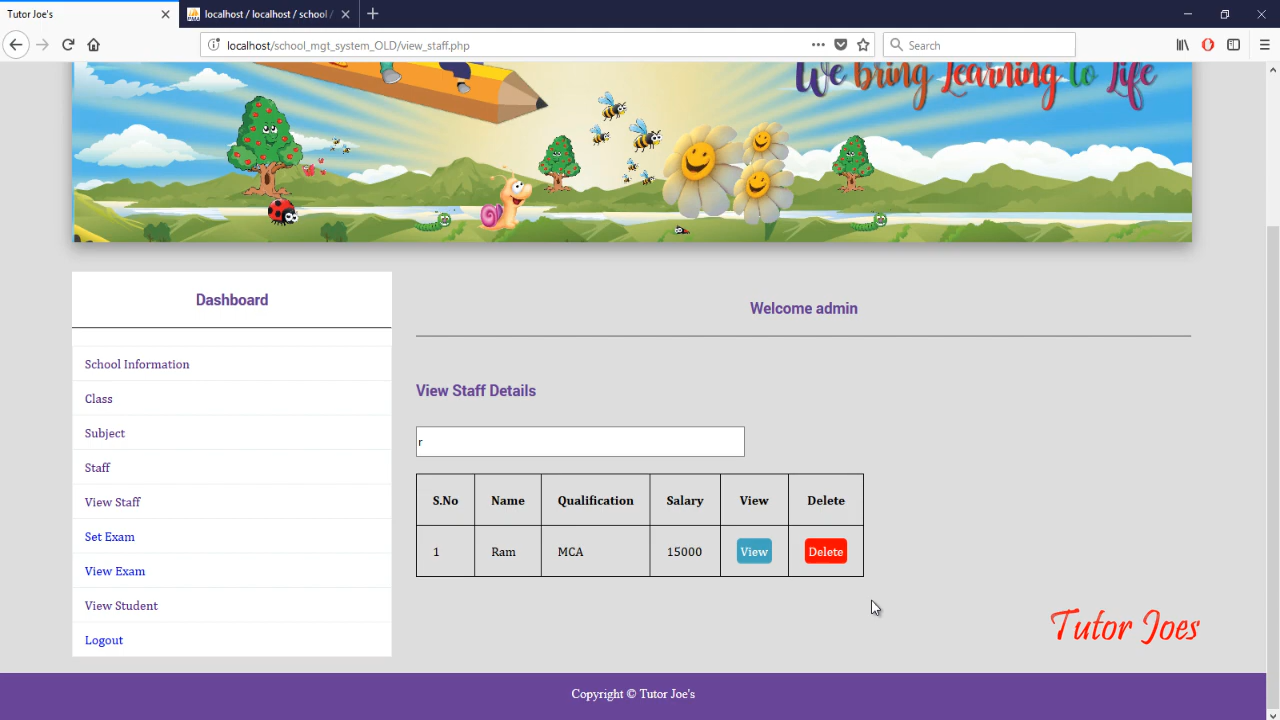 Tutor Joe's
localhost / localhost / school /
localhost/school_mgt_system_OLD/view_staff.php
Search
We bring Learning to Life
Dashboard
School Information
Class
Subject
Staff
View Staff
Set Exam
View Exam
View Student
Logout
Welcome admin
View Staff Details
r
S.No Name Qualification Salary View Delete
1 Ram MCA 15000 View Delete
Tutor Joes
Copyright © Tutor Joe's